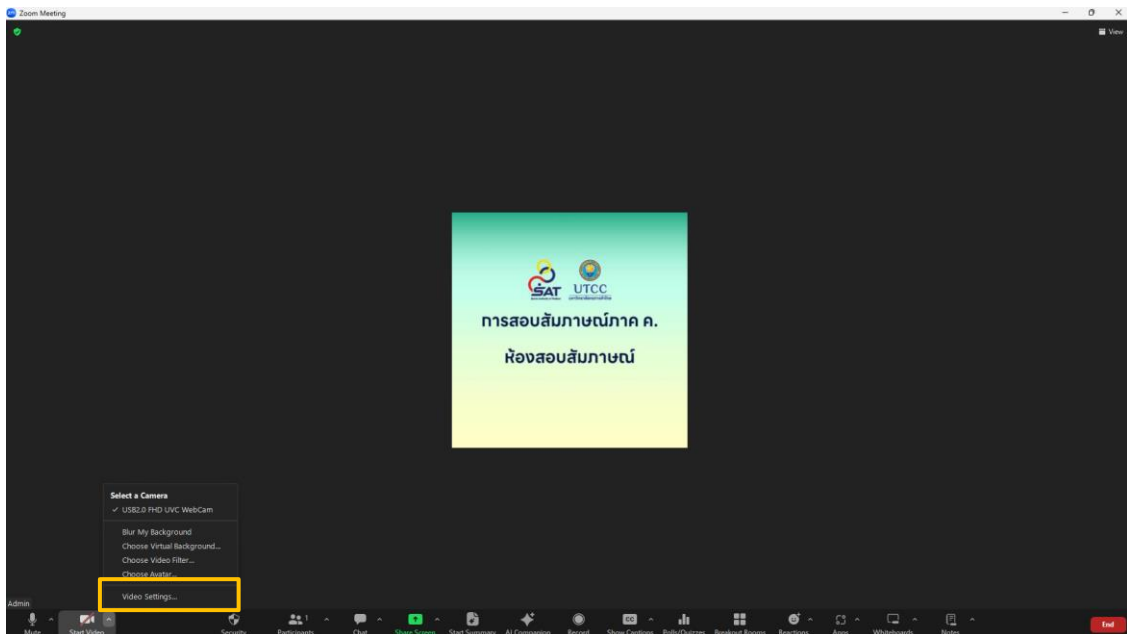 Zoom Meeting
View
SAT
UTCC
การสอบสัมภาษณ์ภาค ค.
ห้องสอบสัมภาษณ์
Select a Camera
✓ USB2.0 FHD UVC WebCam
Blur My Background
Choose Virtual Background...
Choose Video Filter...
Choose Avatar...
Video Settings...
Admin
1
CC
End
Mute Start Video Security Participants Chat Share Screen Start Summary AI Companion Record Show Captions Polls/Quizzes Breakout Rooms Reactions Apps Whiteboards Notes